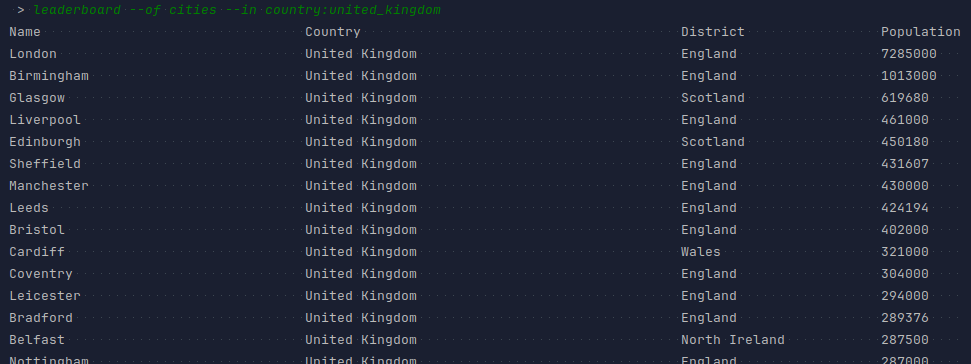 > leaderboard --of cities --in country:united_kingdom
Name Country District Population
London United Kingdom England 7285000
Birmingham United Kingdom England 1013000
Glasgow United Kingdom Scotland 619680
Liverpool United Kingdom England 461000
Edinburgh United Kingdom Scotland 450180
Sheffield United Kingdom England 431607
Manchester United Kingdom England 430000
Leeds United Kingdom England 424194
Bristol United Kingdom England 402000
Cardiff United Kingdom Wales 321000
Coventry United Kingdom England 304000
Leicester United Kingdom England 294000
Bradford United Kingdom England 289376
Belfast United Kingdom North Ireland 287500
Nottingham United Kingdom England 287000